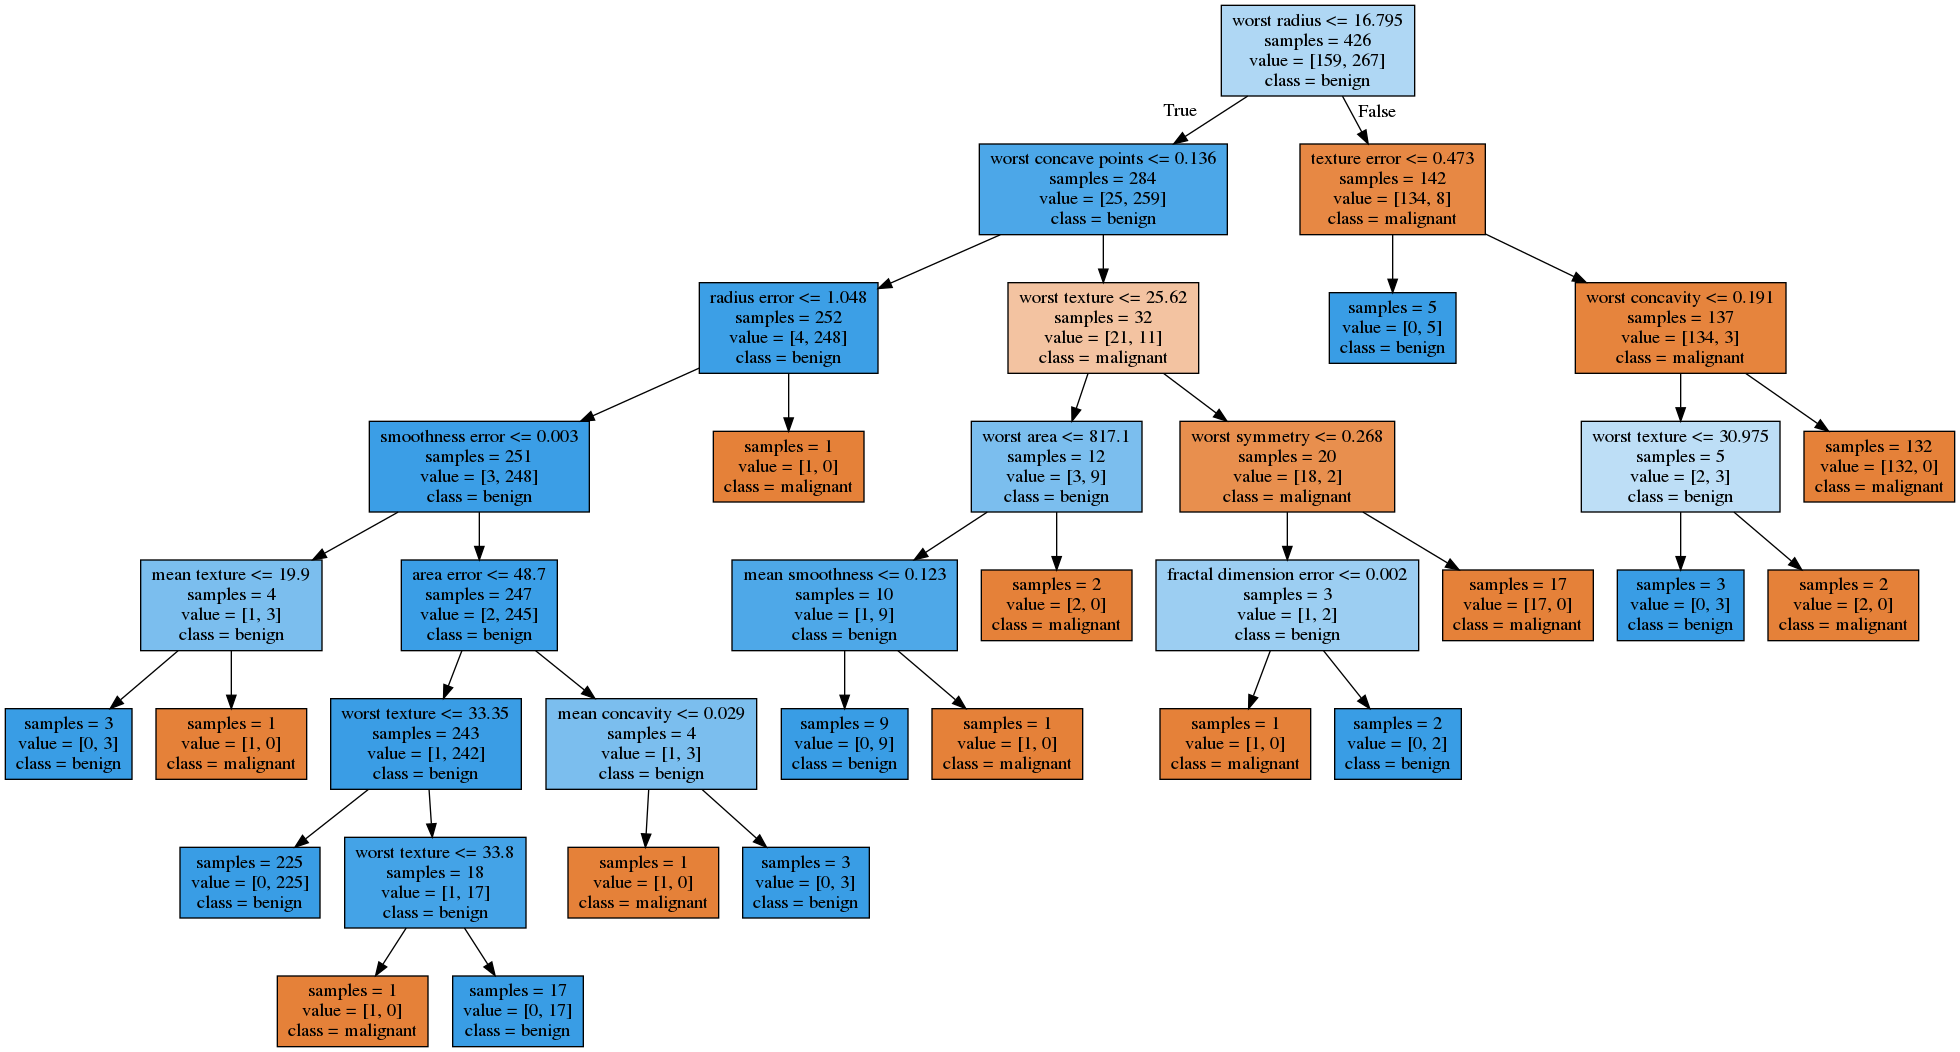 worst radius <= 16.795
samples = 426
value = [159, 267]
class = benign
True
False
worst concave points <= 0.136
samples = 284
value = [25, 259]
class = benign
texture error <= 0.473
samples = 142
value = [134, 8]
class = malignant
radius error <= 1.048
samples = 252
value = [4, 248]
class = benign
worst texture <= 25.62
samples = 32
value = [21, 11]
class = malignant
samples = 5
value = [0, 5]
class = benign
worst concavity <= 0.191
samples = 137
value = [134, 3]
class = malignant
smoothness error <= 0.003
samples = 251
value = [3, 248]
class = benign
samples = 1
value = [1, 0]
class = malignant
worst area <= 817.1
samples = 12
value = [3, 9]
class = benign
worst symmetry <= 0.268
samples = 20
value = [18, 2]
class = malignant
worst texture <= 30.975
samples = 5
value = [2, 3]
class = benign
samples = 132
value = [132, 0]
class = malignant
mean texture <= 19.9
samples = 4
value = [1, 3]
class = benign
area error <= 48.7
samples = 247
value = [2, 245]
class = benign
mean smoothness <= 0.123
samples = 10
value = [1, 9]
class = benign
samples = 2
value = [2, 0]
class = malignant
fractal dimension error <= 0.002
samples = 3
value = [1, 2]
class = benign
samples = 17
value = [17, 0]
class = malignant
samples = 3
value = [0, 3]
class = benign
samples = 2
value = [2, 0]
class = malignant
samples = 3
value = [0, 3]
class = benign
samples = 1
value = [1, 0]
class = malignant
worst texture <= 33.35
samples = 243
value = [1, 242]
class = benign
mean concavity <= 0.029
samples = 4
value = [1, 3]
class = benign
samples = 9
value = [0, 9]
class = benign
samples = 1
value = [1, 0]
class = malignant
samples = 1
value = [1, 0]
class = malignant
samples = 2
value = [0, 2]
class = benign
samples = 225
value = [0, 225]
class = benign
worst texture <= 33.8
samples = 18
value = [1, 17]
class = benign
samples = 1
value = [1, 0]
class = malignant
samples = 3
value = [0, 3]
class = benign
samples = 1
value = [1, 0]
class = malignant
samples = 17
value = [0, 17]
class = benign